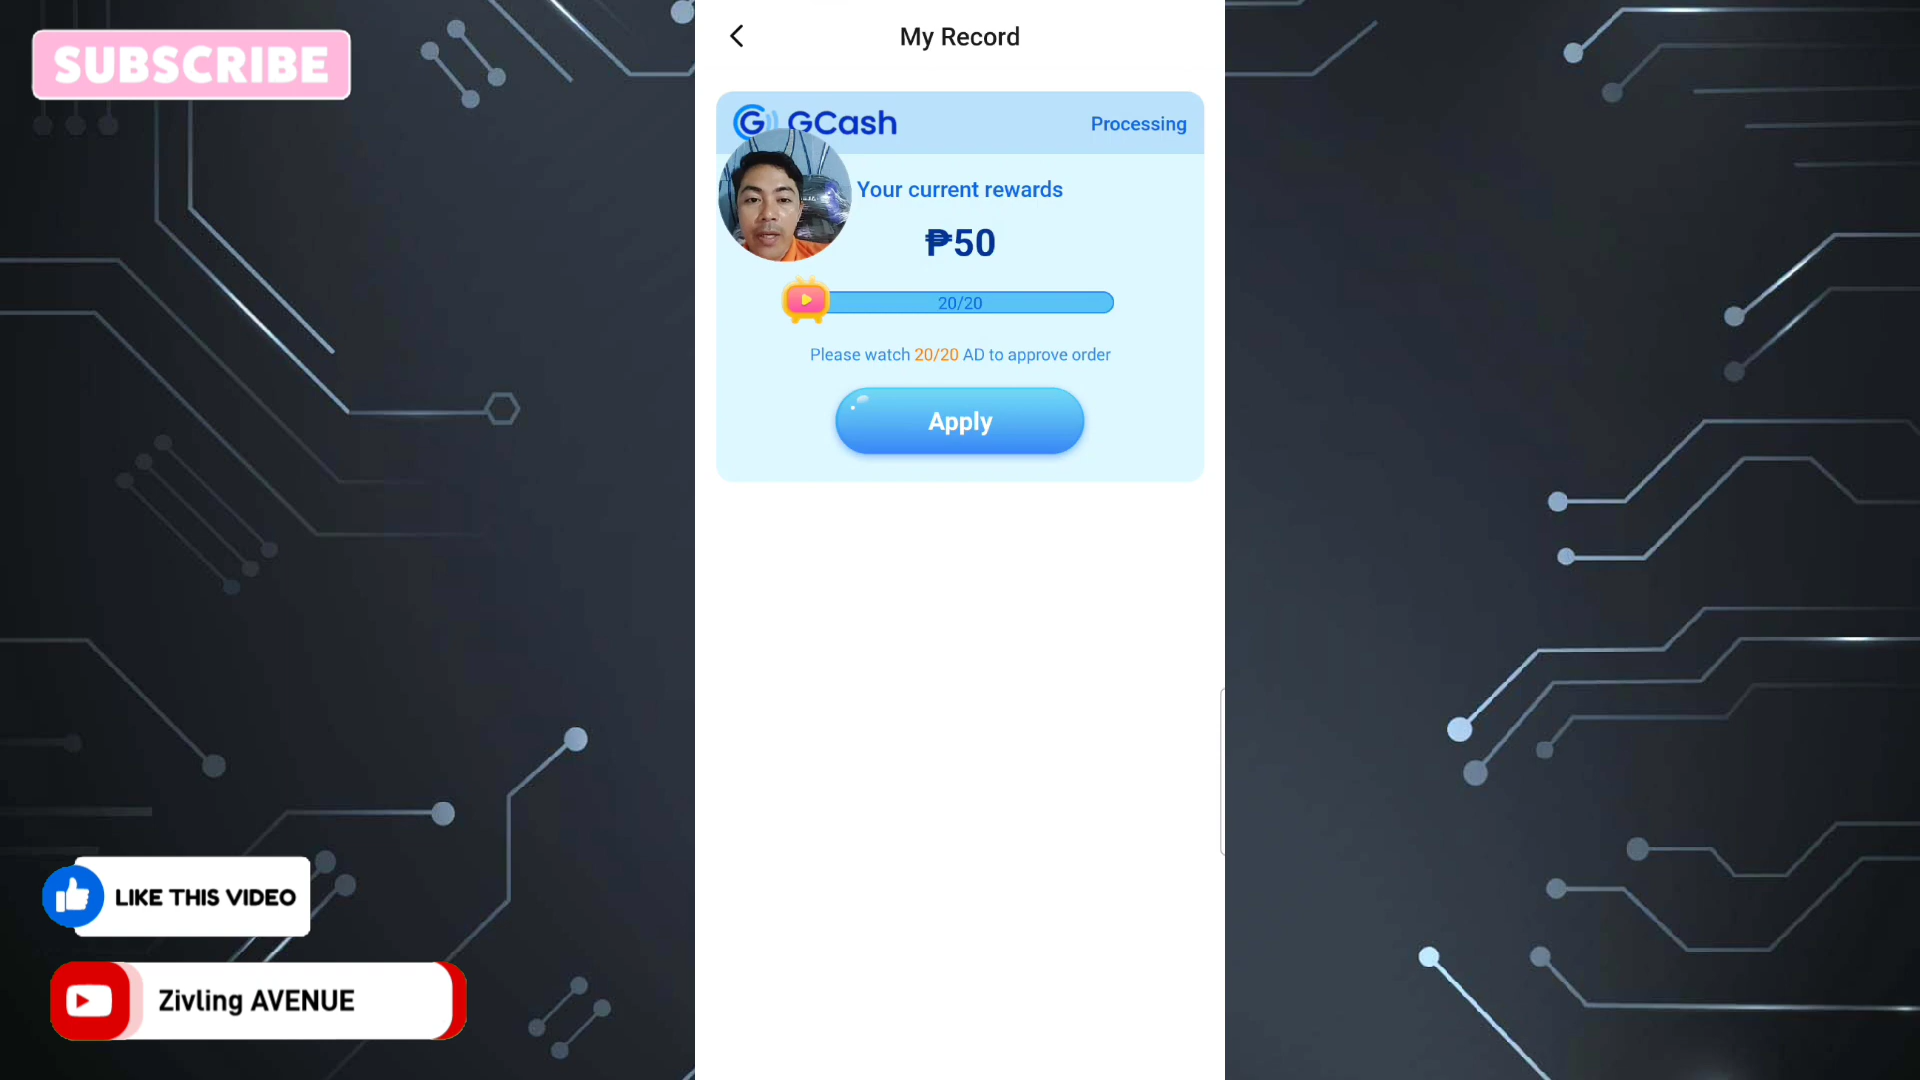 SUBSCRIBE
My Record
GCash
Processing
Your current rewards
₱50
20/20
Please watch 20/20 AD to approve order
Apply
LIKE THIS VIDEO
Zivling AVENUE